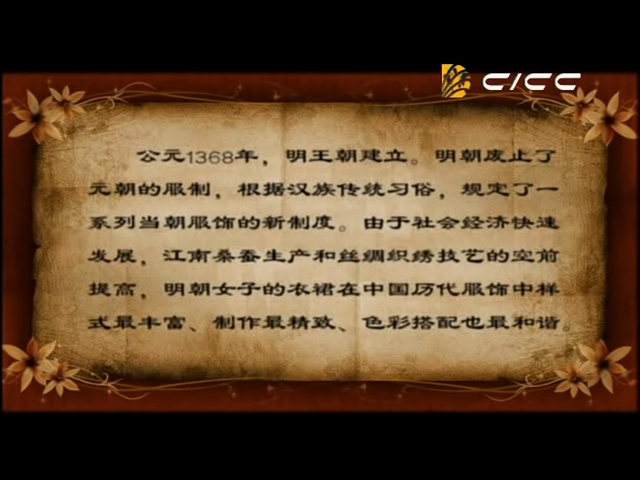 CICC
公元1368年，明王朝建立。明朝废止了
元朝的服制，根据汉族传统习俗，规定了一
系列当朝服饰的新制度。由于社会经济快速
发展，江南桑蚕生产和丝绸织绣技艺的空前
提高，明朝女子的衣裙在中国历代服饰中样
式最丰富、制作最精致、色彩搭配也最和谐。